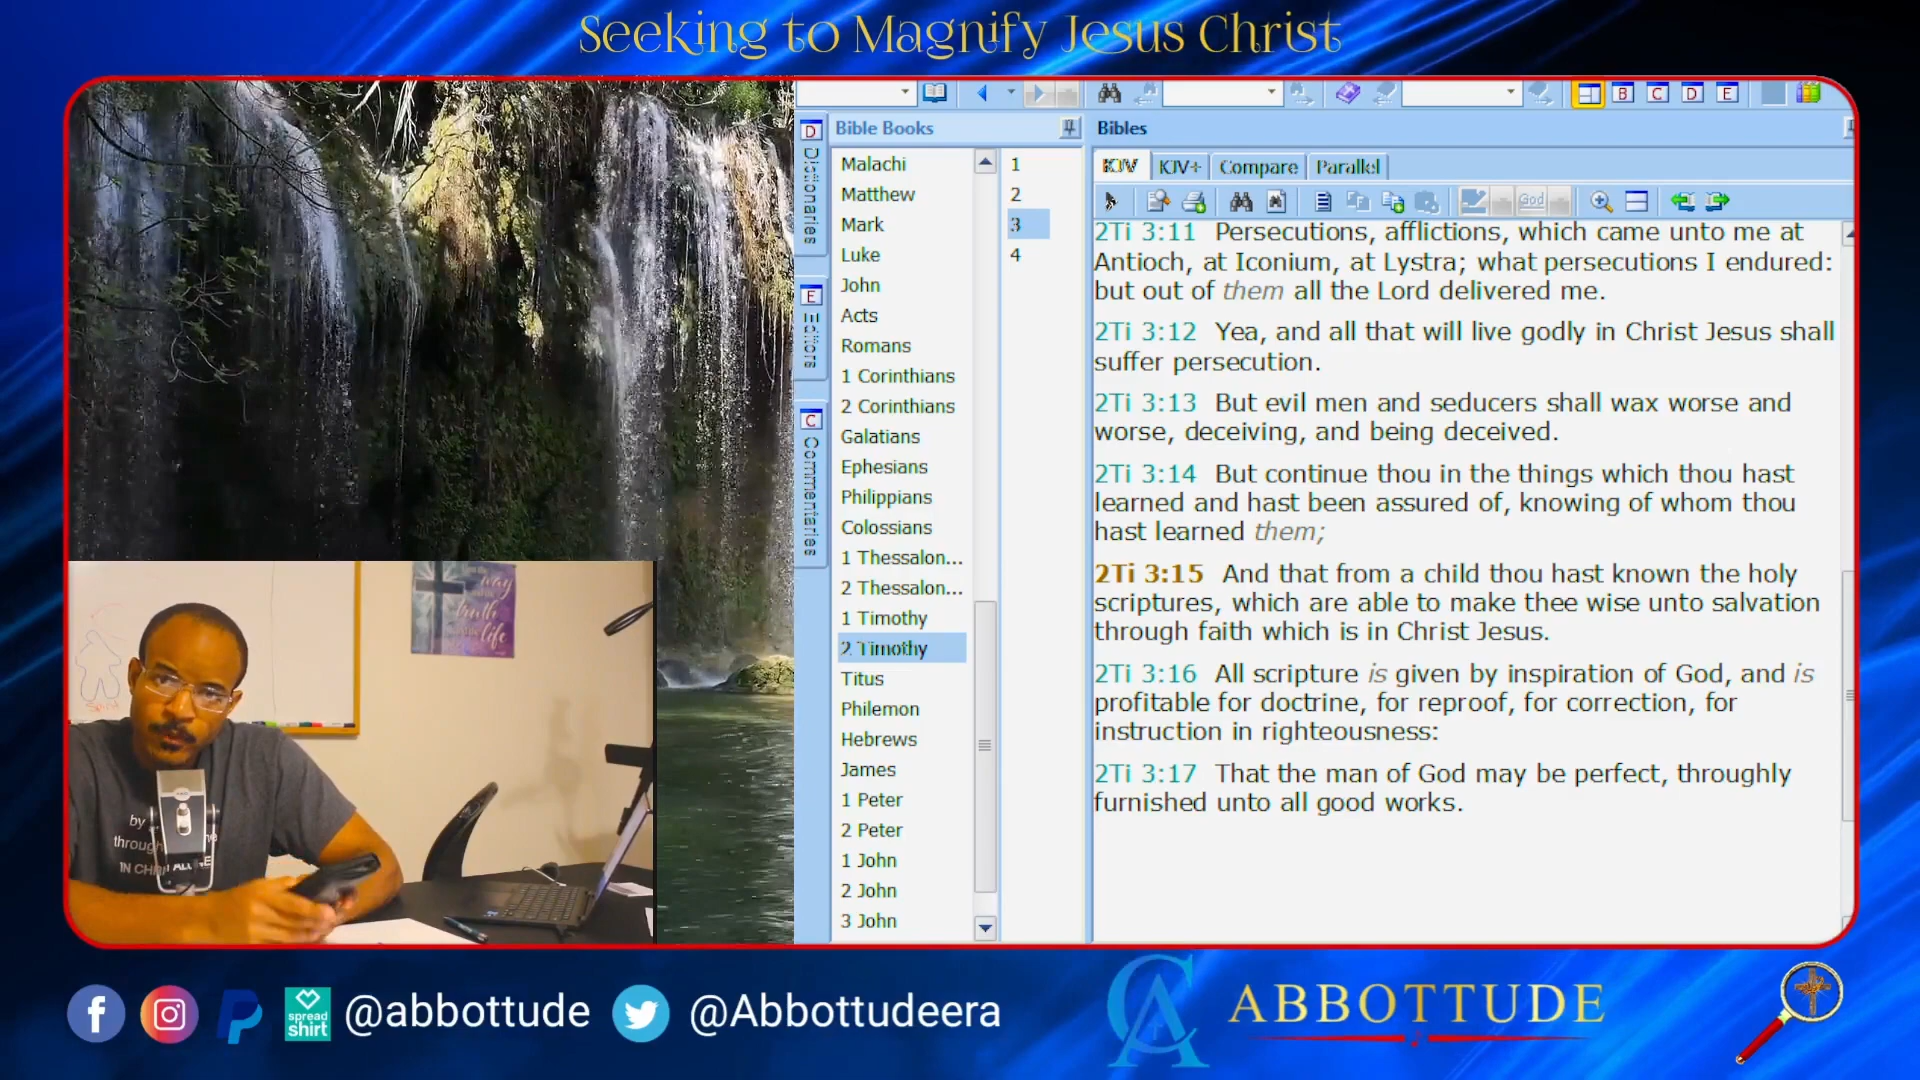 Seeking to Magnify Jesus Christ
B C D E
D Dictionaries
E Editors
C Commentaries
Bible Books
Malachi
Matthew
Mark
Luke
John
Acts
Romans
1 Corinthians
2 Corinthians
Galatians
Ephesians
Philippians
Colossians
1 Thessalon...
2 Thessalon...
1 Timothy
2 Timothy
Titus
Philemon
Hebrews
James
1 Peter
2 Peter
1 John
2 John
3 John
1
2
3
4
Bibles
KJV KJV+ Compare Parallel
God
2Ti 3:11 Persecutions, afflictions, which came unto me at
Antioch, at Iconium, at Lystra; what persecutions I endured:
but out of them all the Lord delivered me.
2Ti 3:12 Yea, and all that will live godly in Christ Jesus shall
suffer persecution.
2Ti 3:13 But evil men and seducers shall wax worse and
worse, deceiving, and being deceived.
2Ti 3:14 But continue thou in the things which thou hast
learned and hast been assured of, knowing of whom thou
hast learned them;
2Ti 3:15 And that from a child thou hast known the holy
scriptures, which are able to make thee wise unto salvation
through faith which is in Christ Jesus.
2Ti 3:16 All scripture is given by inspiration of God, and is
profitable for doctrine, for reproof, for correction, for
instruction in righteousness:
2Ti 3:17 That the man of God may be perfect, throughly
furnished unto all good works.
way
truth
life
by
through
spread
shirt
@abbottude
@Abbottudeera
CA
ABBOTTUDE